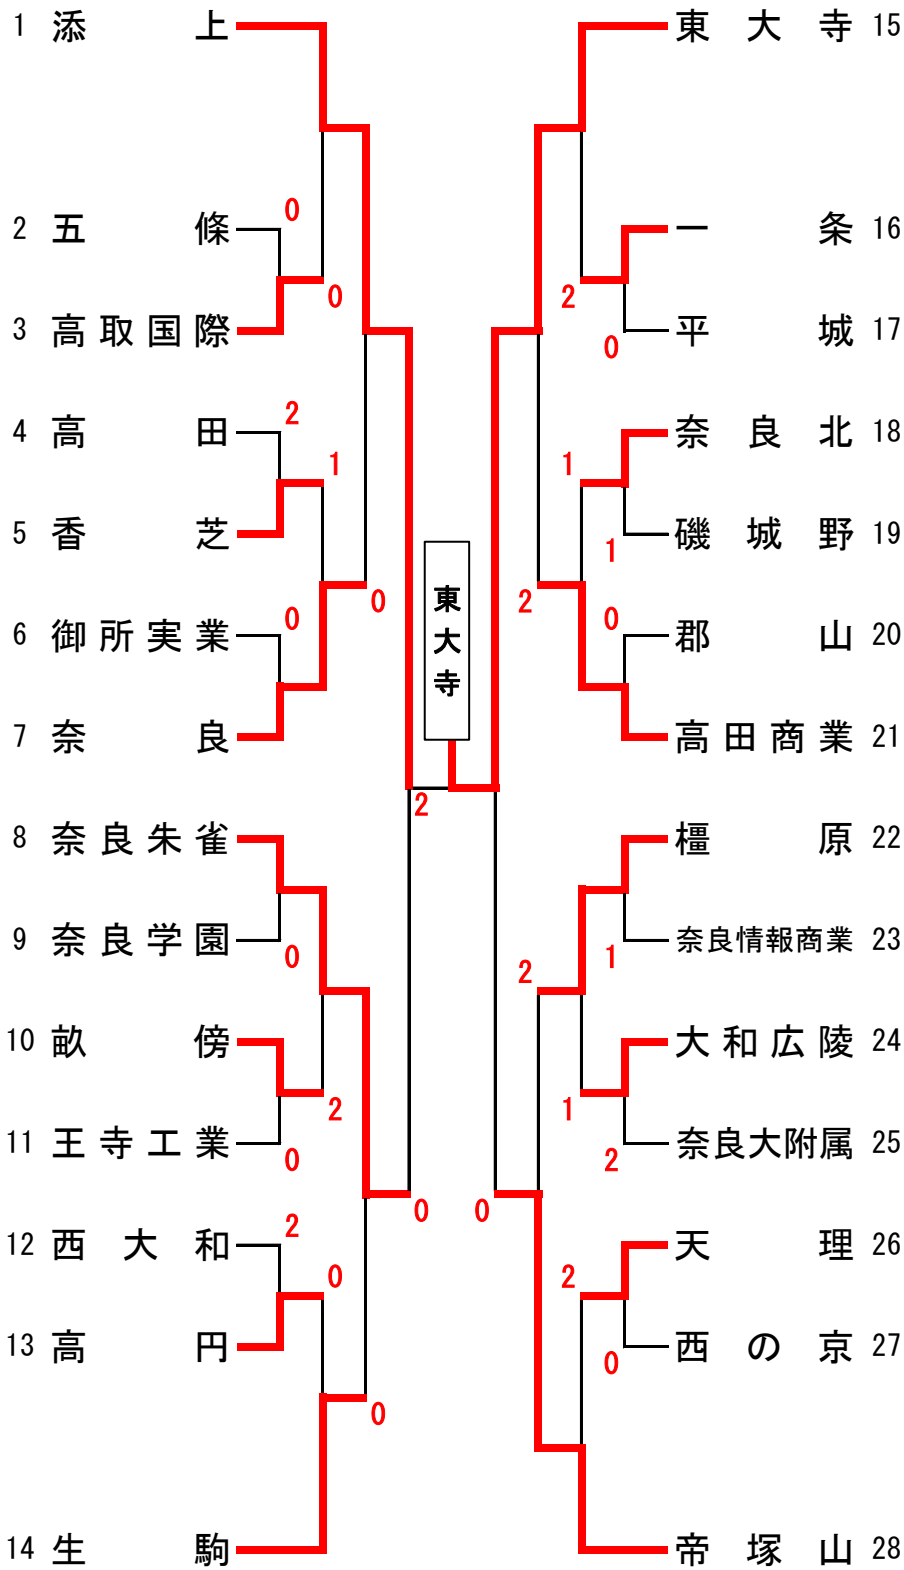 1 添上
0
2 五條
0
3 高取国際
2
4 高田
1
5 香芝
0
0
6 御所実業
7 奈良
2
8 奈良朱雀
9 奈良学園
0
10 畝傍
2
11 王寺工業
0
0
2
12 西大和
0
13 高円
0
14 生駒
東大寺
東大寺 15
一条 16
2
平城 17
0
奈良北 18
1
磯城野 19
1
2
0
郡山 20
高田商業 21
橿原 22
奈良情報商業 23
1
2
大和広陵 24
1
奈良大附属 25
2
0
天理 26
2
西の京 27
0
帝塚山 28